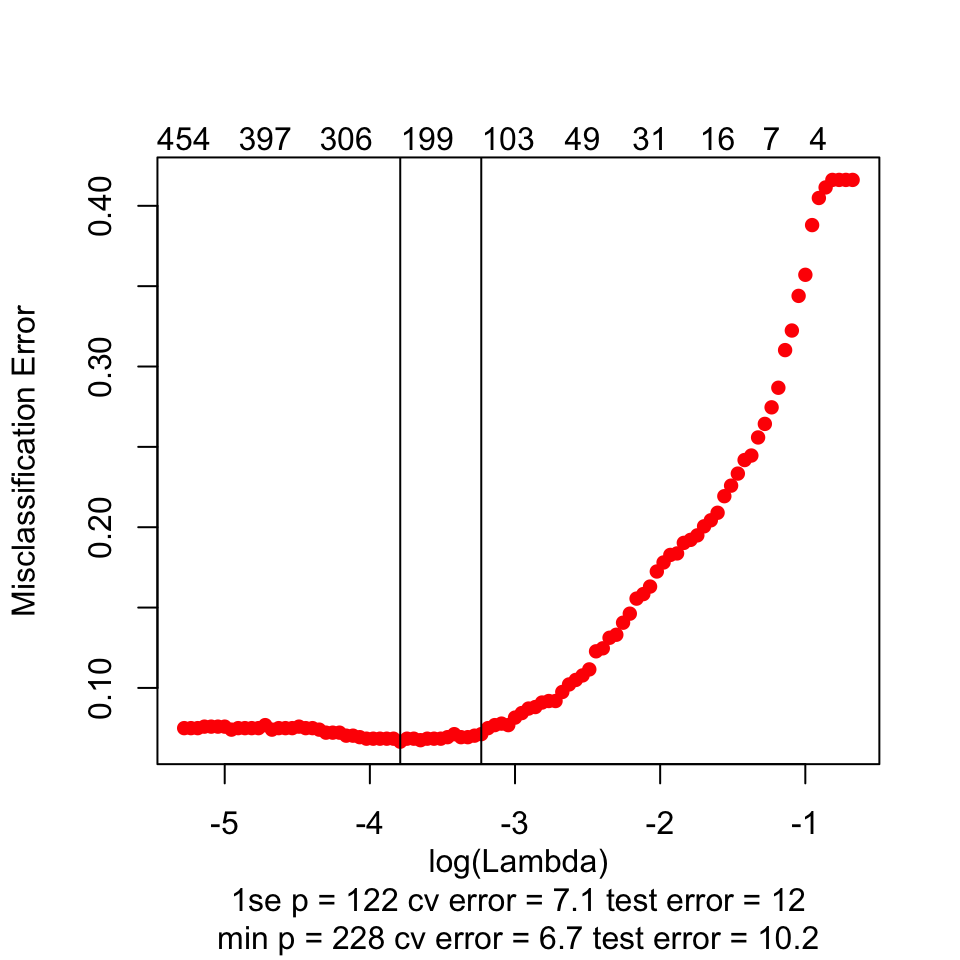 454 397 306 199 103 49 31 16 7 4
Misclassification Error
0.40
0.30
0.20
0.10
-5 -4 -3 -2 -1
log(Lambda)
1se p = 122 cv error = 7.1 test error = 12
min p = 228 cv error = 6.7 test error = 10.2